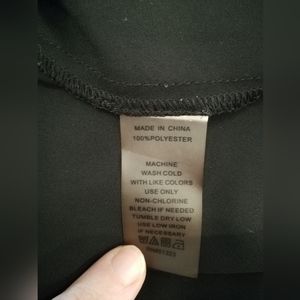 MADE IN CHINA
100%POLYESTER
MACHINE
WASH COLD
WITH LIKE COLORS
USE ONLY
NON-CHLORINE
BLEACH IF NEEDED
TUMBLE DRY LOW
USE LOW IRON
IF NECESSARY